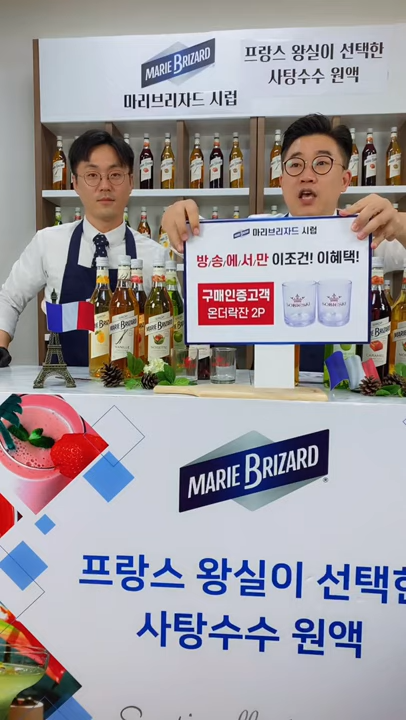 MARIE BRIZARD
마리브리자드 시럽
프랑스 왕실이 선택한
사탕수수 원액
마리브리자드 시럽
방/송/에/서/만 이조건! 이혜택!
구매인증고객
온더락잔 2P
MARIE BRIZARD
프랑스 왕실이 선택한
사탕수수 원액